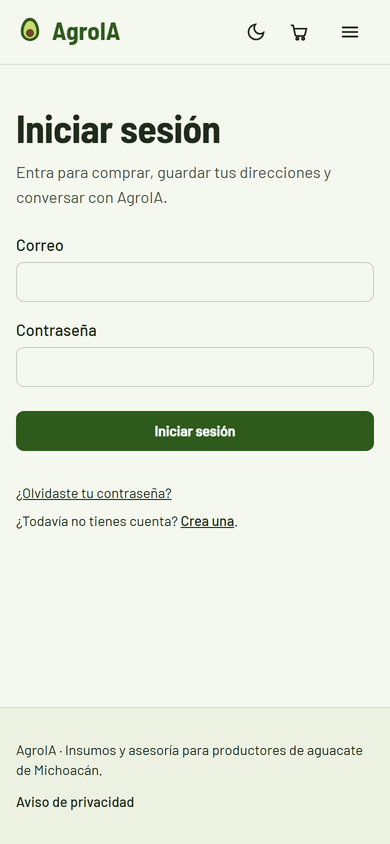 AgroIA
Iniciar sesión
Entra para comprar, guardar tus direcciones y
conversar con AgroIA.
Correo
Contraseña
Iniciar sesión
¿Olvidaste tu contraseña?
¿Todavía no tienes cuenta? Crea una.
AgroIA · Insumos y asesoría para productores de aguacate
de Michoacán.
Aviso de privacidad